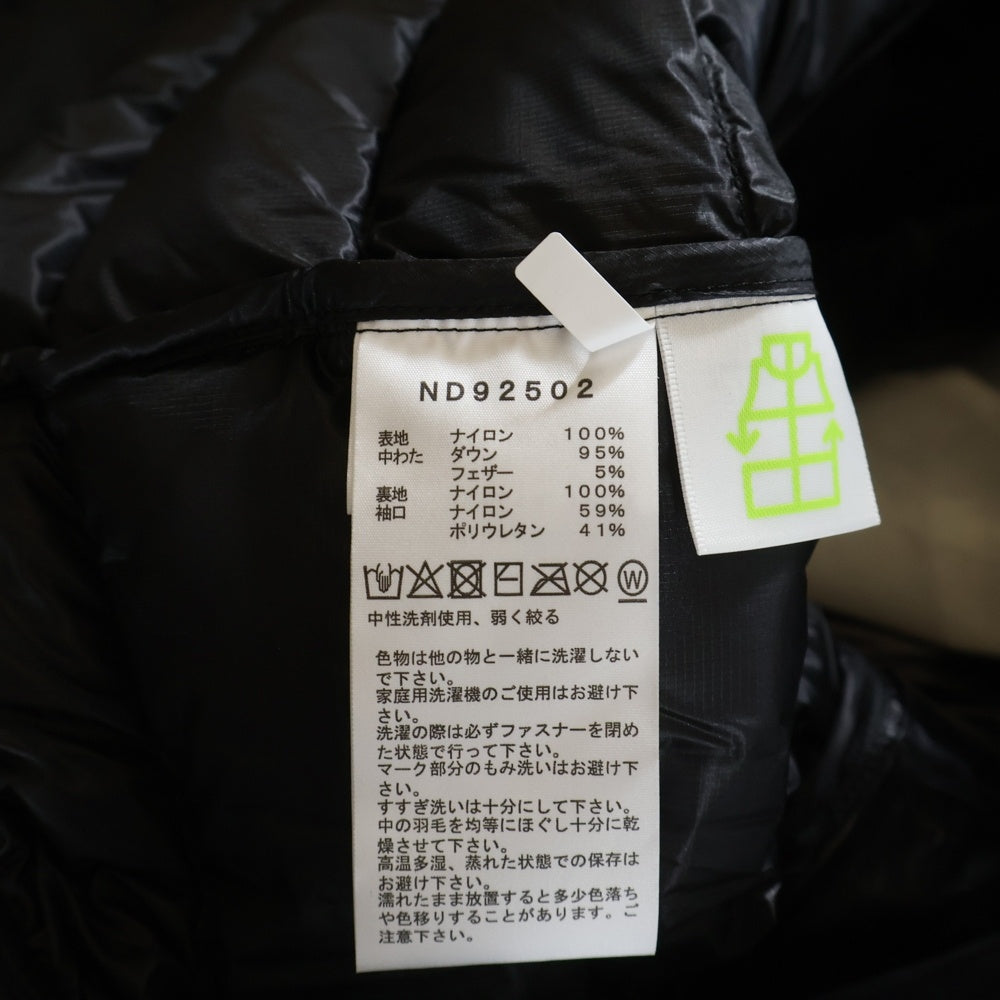 ND92502
表地 ナイロン 100%
中わた ダウン 95%
フェザー 5%
裏地 ナイロン 100%
袖口 ナイロン 59%
ポリウレタン 41%
W
中性洗剤使用、弱く絞る
色物は他の物と一緒に洗濯しない
で下さい。
家庭用洗濯機のご使用はお避け下
さい。
洗濯の際は必ずファスナーを閉め
た状態で行って下さい。
マーク部分のもみ洗いはお避け下
さい。
すすぎ洗いは十分にして下さい。
中の羽毛を均等にほぐし十分に乾
燥させて下さい。
高温多湿、蒸れた状態での保存は
お避け下さい。
濡れたまま放置すると多少色落ち
や色移りすることがあります。ご
注意下さい。